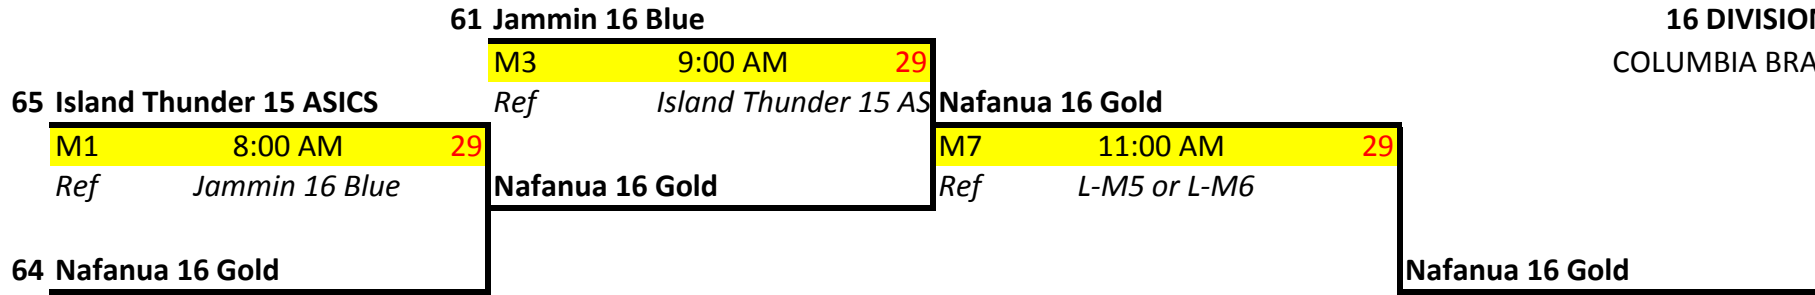 61 Jammin 16 Blue 16 DIVISION
M3 9:00 AM 29 COLUMBIA BRA
65 Island Thunder 15 ASICS Ref Island Thunder 15 AS Nafanua 16 Gold
M1 8:00 AM 29 M7 11:00 AM 29
Ref Jammin 16 Blue Nafanua 16 Gold Ref L-M5 or L-M6
64 Nafanua 16 Gold Nafanua 16 Gold